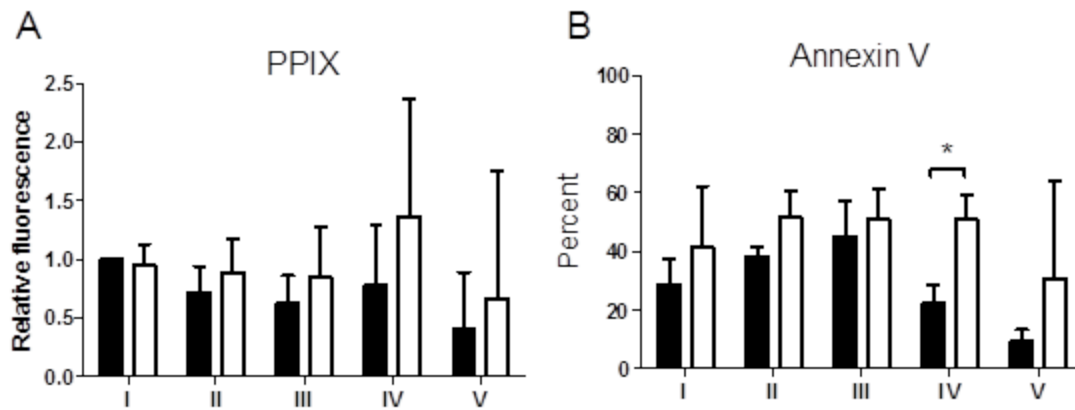 A
PPIX
Relative fluorescence
2.5
2.0
1.5
1.0
0.5
0.0
I II III IV V
B
Annexin V
Percent
100
80
60
40
20
0
*
I II III IV V